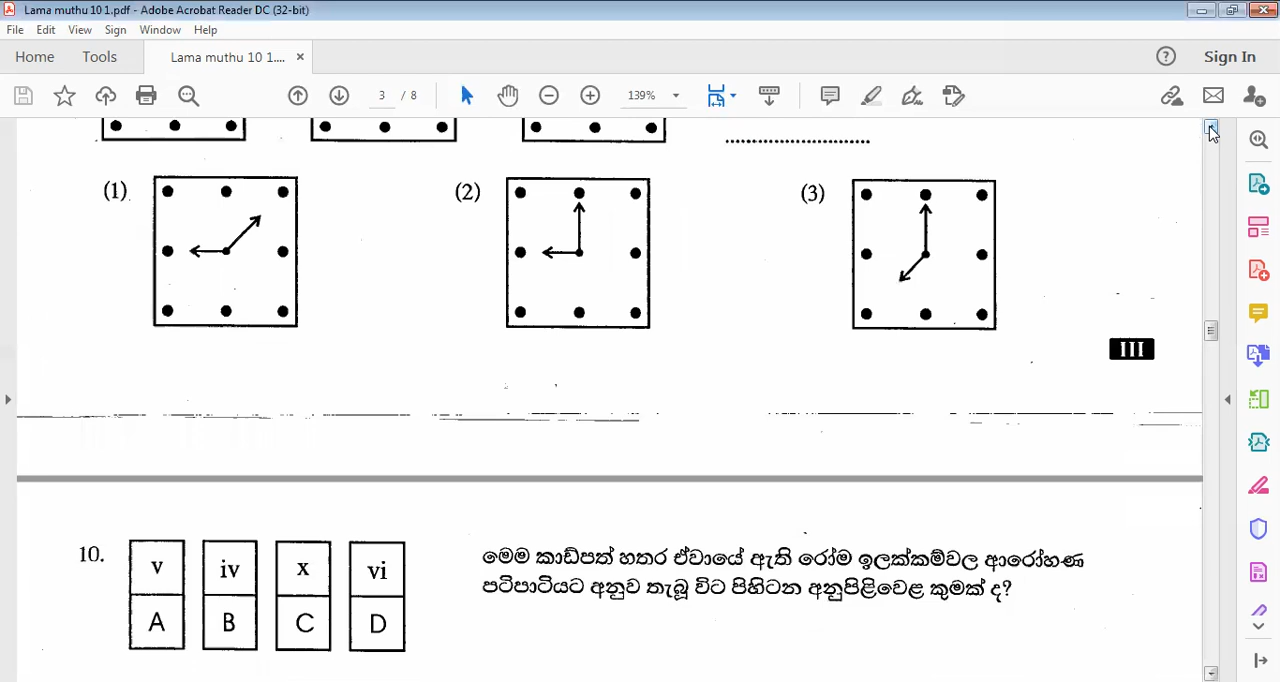 Lama muthu 10 1.pdf - Adobe Acrobat Reader DC (32-bit)
File Edit View Sign Window Help
Home Tools Lama muthu 10 1.... × Sign In
3 / 8 139%
(1) (2) (3)
III
10. v iv x vi
A B C D
මෙම කාඩ්පත් හතර ඒවායේ ඇති රෝම ඉලක්කම්වල ආරෝහණ
පටිපාටියට අනුව තැබූ විට පිහිටන අනුපිළිවෙළ කුමක් ද?